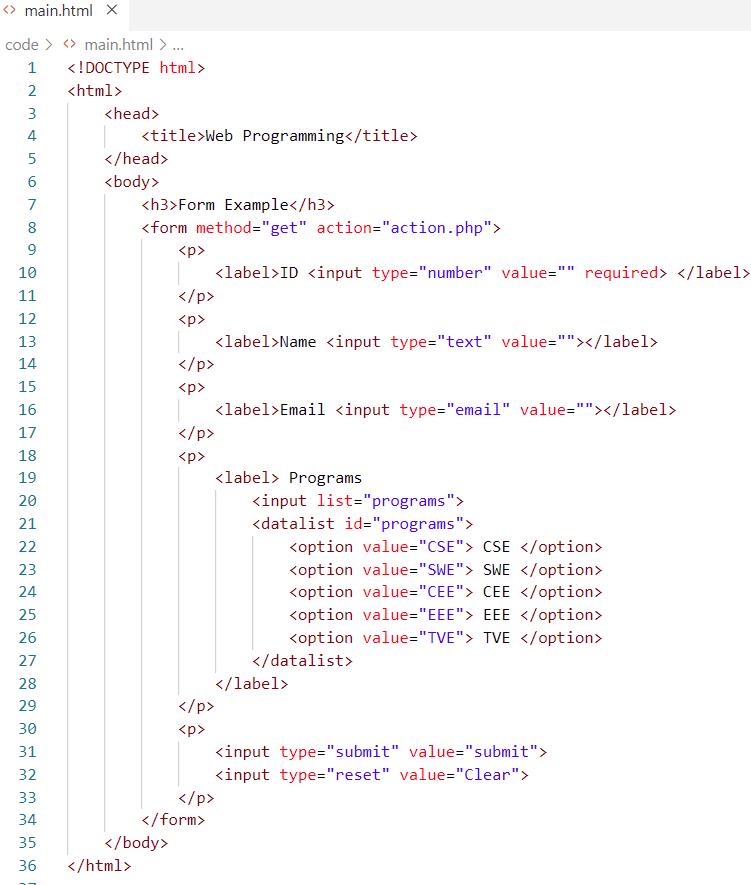 <> main.html ×
code > <> main.html > ...
1 <!DOCTYPE html>
2 <html>
3     <head>
4         <title>Web Programming</title>
5     </head>
6     <body>
7         <h3>Form Example</h3>
8         <form method="get" action="action.php">
9             <p>
10                 <label>ID <input type="number" value="" required> </label>
11             </p>
12             <p>
13                 <label>Name <input type="text" value=""></label>
14             </p>
15             <p>
16                 <label>Email <input type="email" value=""></label>
17             </p>
18             <p>
19                 <label> Programs
20                     <input list="programs">
21                     <datalist id="programs">
22                         <option value="CSE"> CSE </option>
23                         <option value="SWE"> SWE </option>
24                         <option value="CEE"> CEE </option>
25                         <option value="EEE"> EEE </option>
26                         <option value="TVE"> TVE </option>
27                     </datalist>
28                 </label>
29             </p>
30             <p>
31                 <input type="submit" value="submit">
32                 <input type="reset" value="Clear">
33             </p>
34         </form>
35     </body>
36 </html>